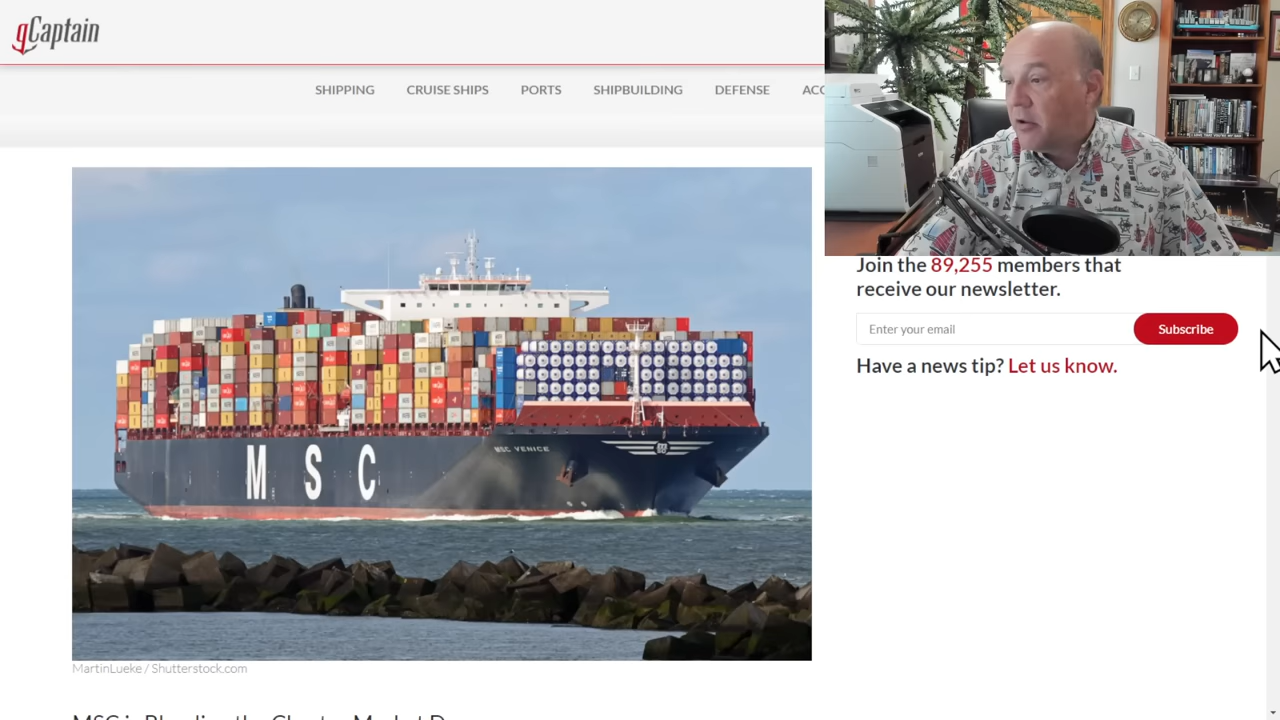 gCaptain
SHIPPING CRUISE SHIPS PORTS SHIPBUILDING DEFENSE
MSC VENICE
M S C
MartinLueke / Shutterstock.com
Join the 89,255 members that
receive our newsletter.
Enter your email
Subscribe
Have a news tip? Let us know.